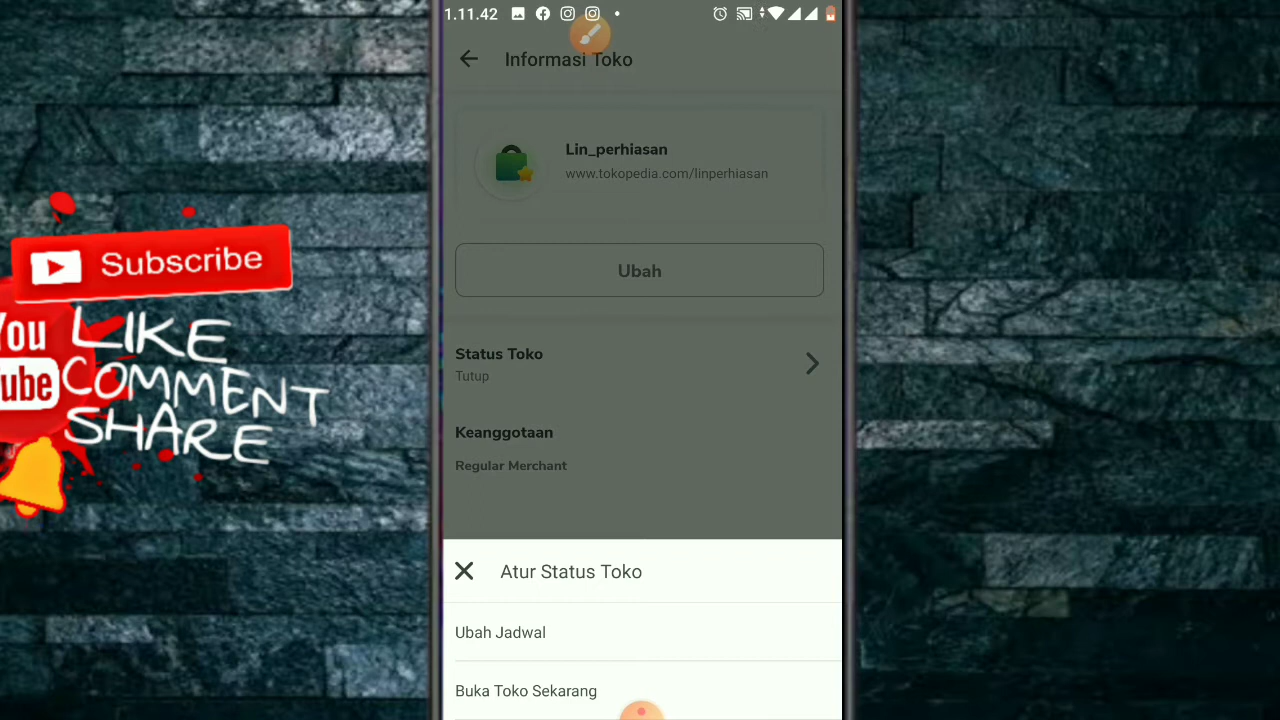 1.11.42
Informasi Toko
Lin_perhiasan
www.tokopedia.com/linperhiasan
Ubah
Status Toko
Tutup
Keanggotaan
Regular Merchant
Atur Status Toko
Ubah Jadwal
Buka Toko Sekarang
Subscribe
You
Tube
LIKE
COMMENT
SHARE